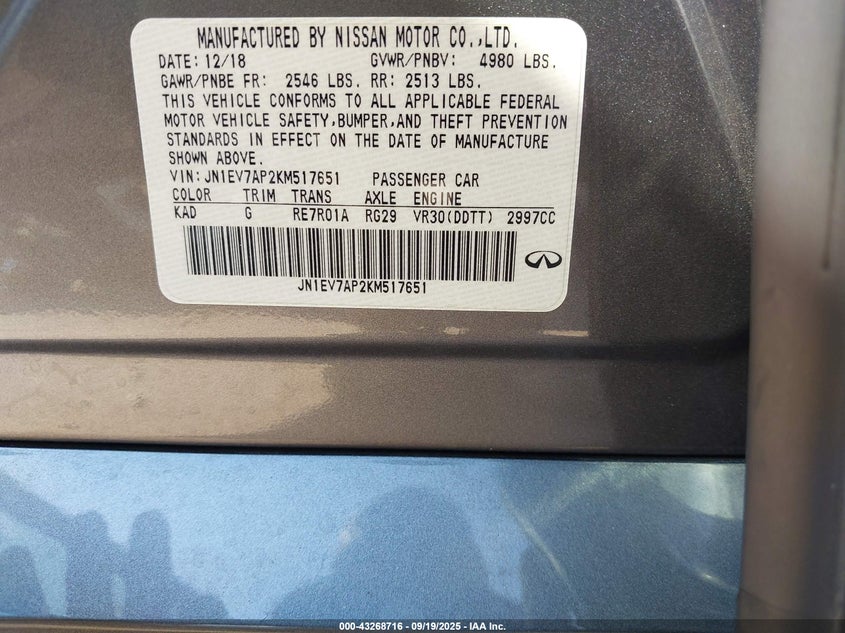 MANUFACTURED BY NISSAN MOTOR CO.,LTD.
DATE: 12/18 GVWR/PNBV: 4980 LBS.
GAWR/PNBE FR: 2546 LBS. RR: 2513 LBS.
THIS VEHICLE CONFORMS TO ALL APPLICABLE FEDERAL
MOTOR VEHICLE SAFETY,BUMPER,AND THEFT PREVENTION
STANDARDS IN EFFECT ON THE DATE OF MANUFACTURE
SHOWN ABOVE.
VIN:JN1EV7AP2KM517651 PASSENGER CAR
COLOR TRIM TRANS AXLE ENGINE
KAD G RE7R01A RG29 VR30(DDTT) 2997CC
JN1EV7AP2KM517651
000-43268716 - 09/19/2025 - IAA Inc.